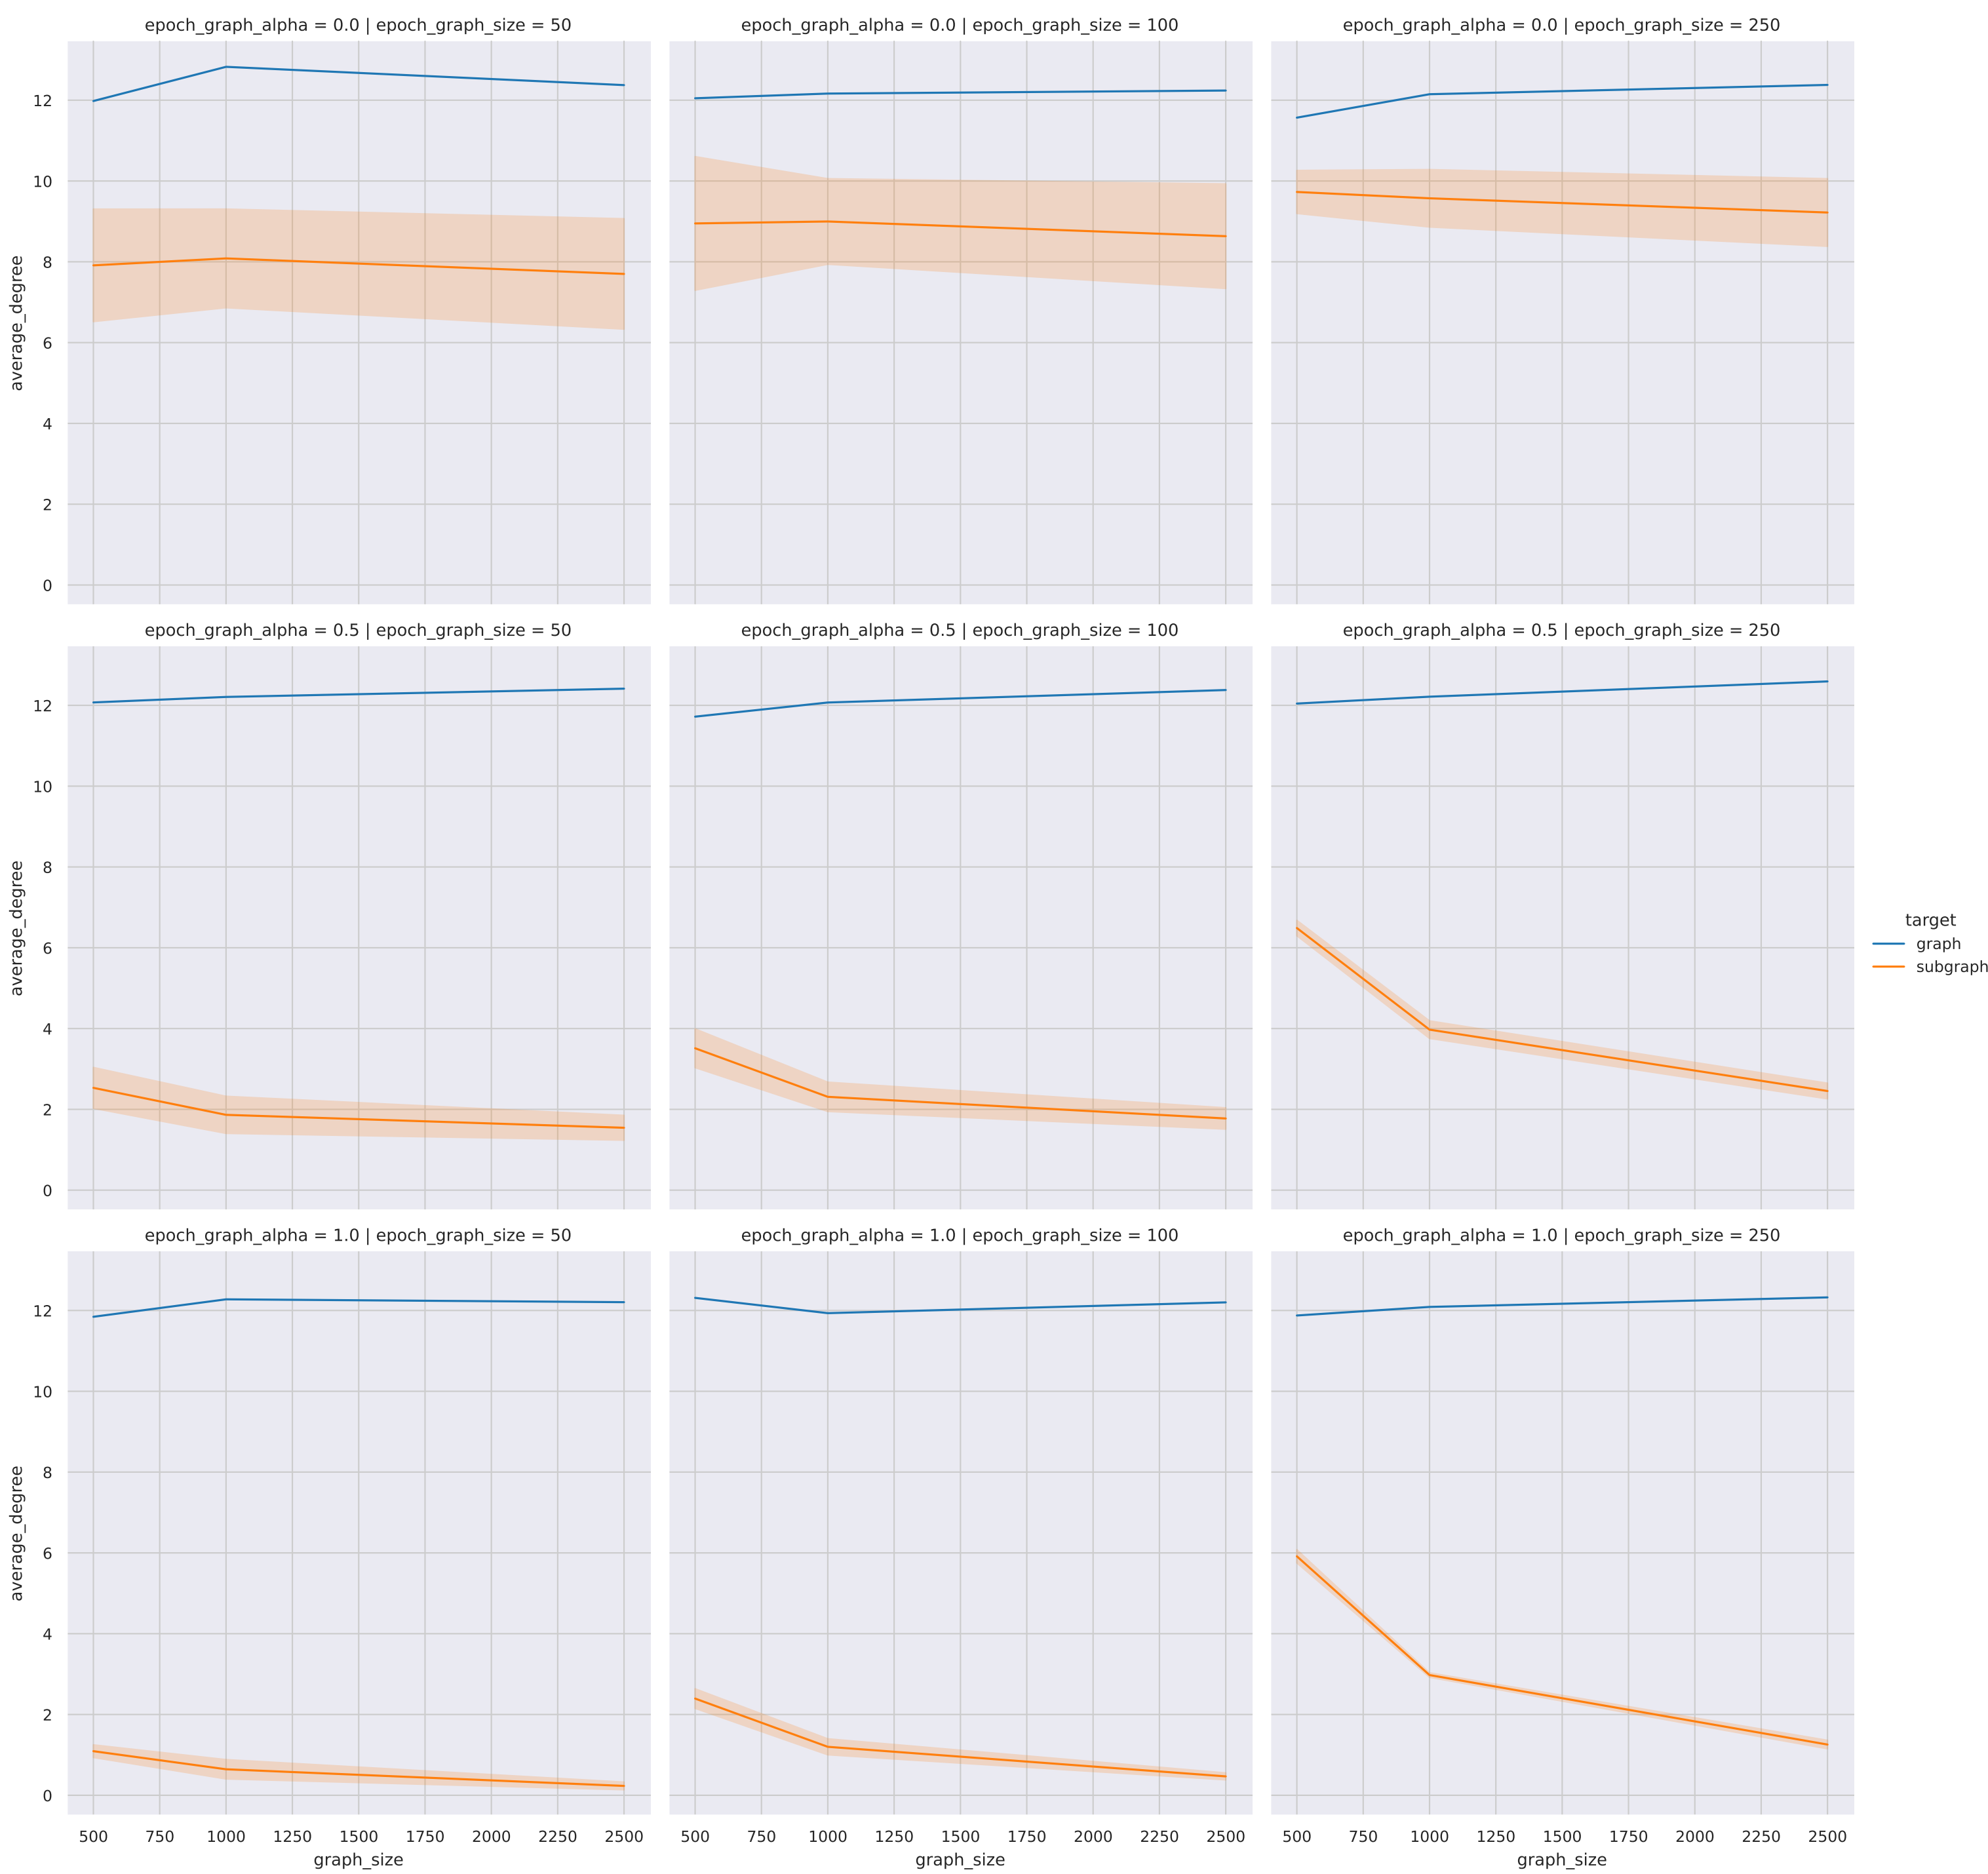 epoch_graph_alpha = 0.0 | epoch_graph_size = 50
epoch_graph_alpha = 0.0 | epoch_graph_size = 100
epoch_graph_alpha = 0.0 | epoch_graph_size = 250
average_degree
12
10
8
6
4
2
0
epoch_graph_alpha = 0.5 | epoch_graph_size = 50
epoch_graph_alpha = 0.5 | epoch_graph_size = 100
epoch_graph_alpha = 0.5 | epoch_graph_size = 250
average_degree
12
10
8
6
4
2
0
target
graph
subgraph
epoch_graph_alpha = 1.0 | epoch_graph_size = 50
epoch_graph_alpha = 1.0 | epoch_graph_size = 100
epoch_graph_alpha = 1.0 | epoch_graph_size = 250
average_degree
12
10
8
6
4
2
0
500 750 1000 1250 1500 1750 2000 2250 2500
graph_size
500 750 1000 1250 1500 1750 2000 2250 2500
graph_size
500 750 1000 1250 1500 1750 2000 2250 2500
graph_size